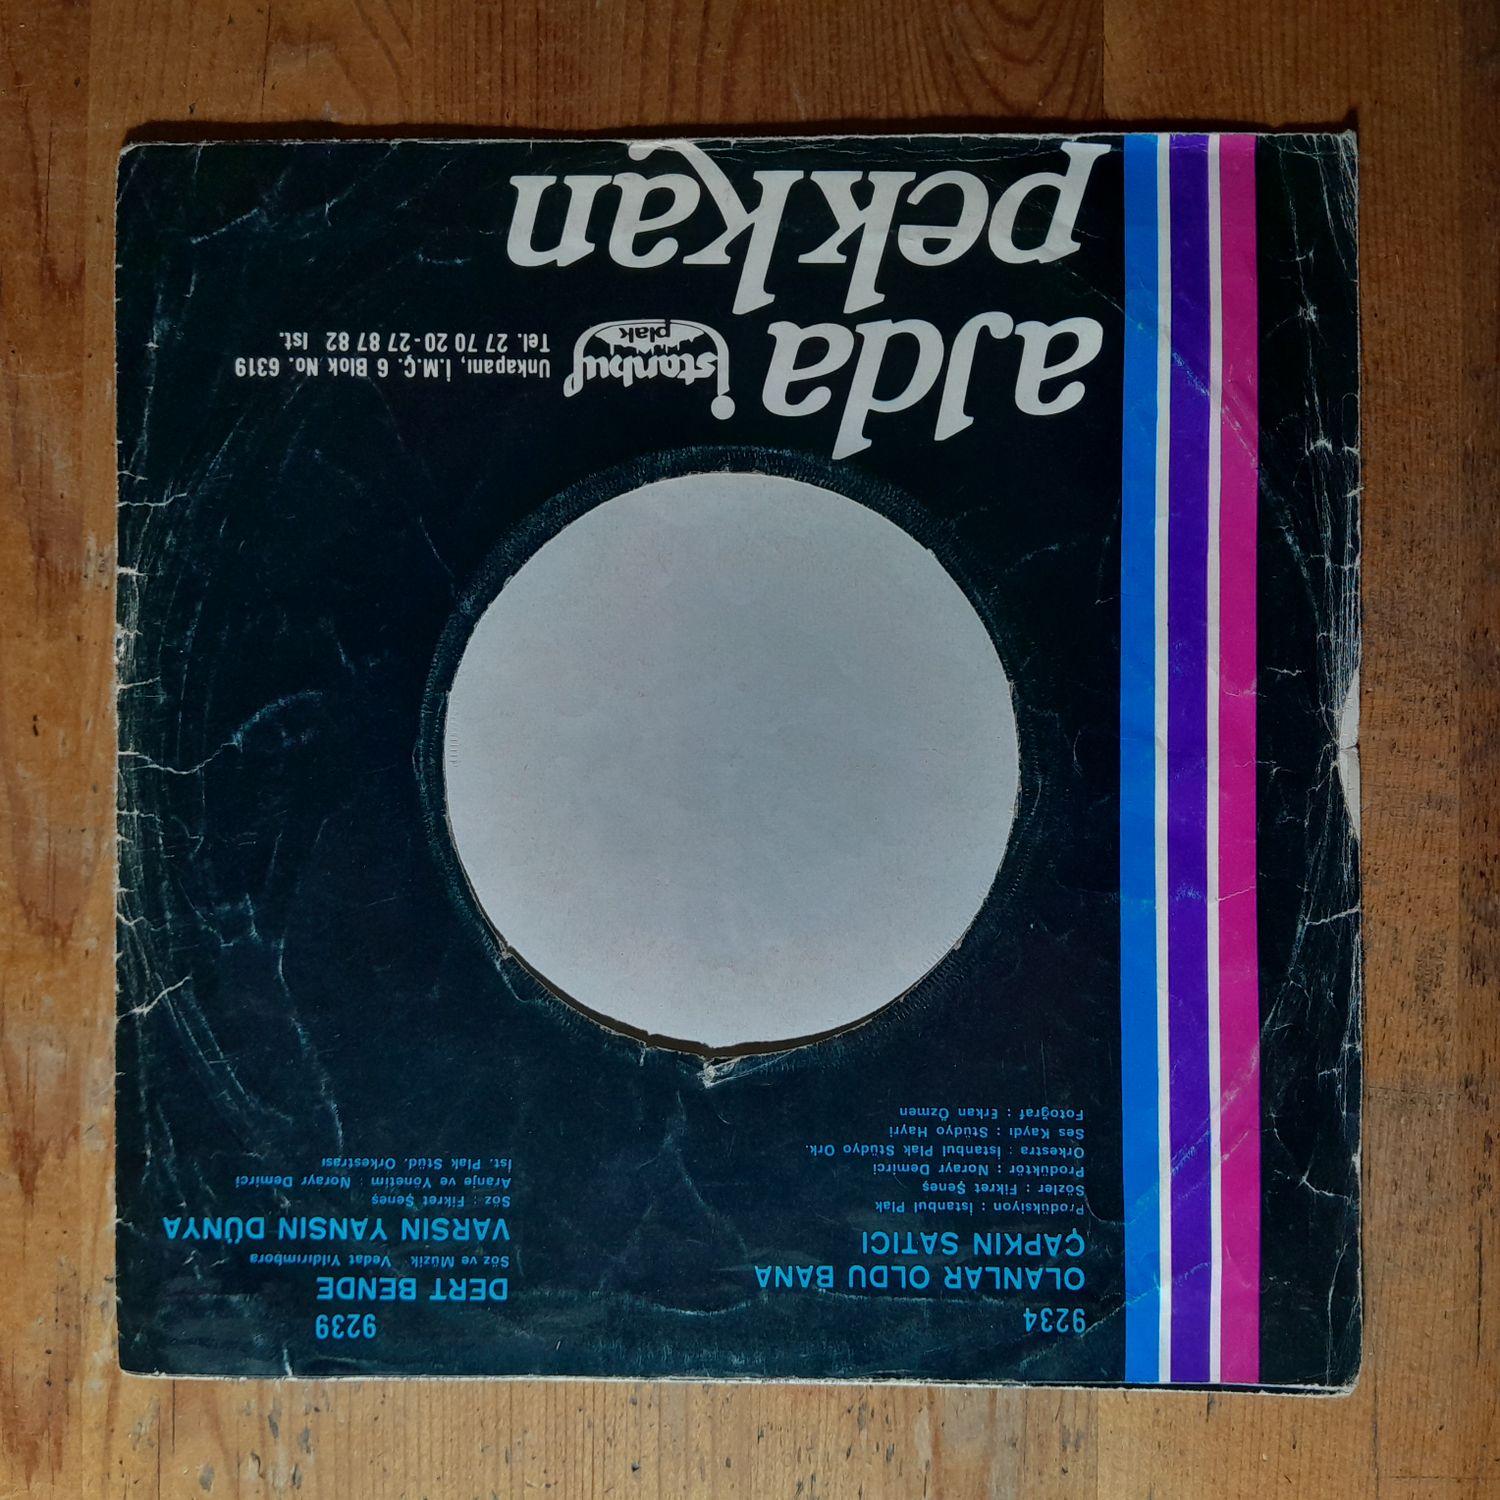 9234
OLANLAR OLDU BANA
ÇAPKIN SATICI
Prodüksiyon : İstanbul Plak
Sözler : Fikret Şeneş
Prodüktör : Norayr Demirci
Orkestra : İstanbul Plak Stüdyo Ork.
Ses Kaydı : Stüdyo Hayri
Fotoğraf : Erkan Özmen
9239
DERT BENDE
Söz ve Müzik Vedat Yıldırımbora
VARSIN YANSIN DÜNYA
Söz : Fikret Şeneş
Aranje ve Yönetim : Norayr Demirci
İst. Plak Stüd. Orkestrası
ajda
pekkan
istanbul
plak
Unkapanı, İ.M.Ç. 6 Blok No. 6319
Tel. 27 70 20 - 27 87 82 İst.